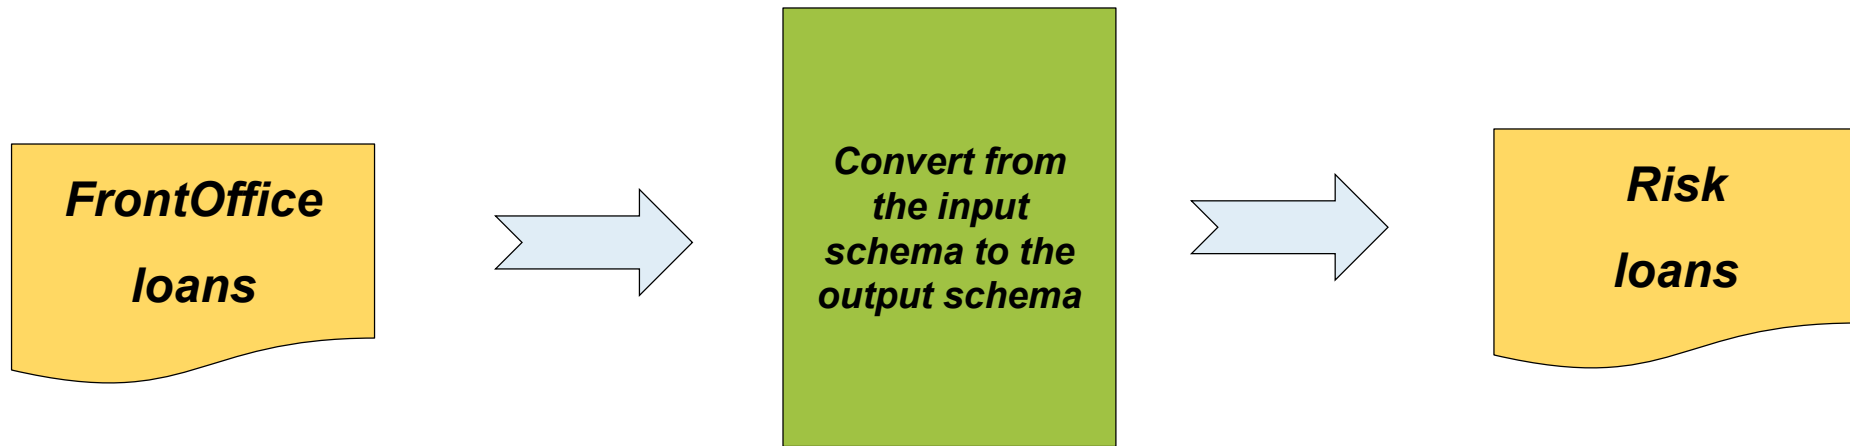 FrontOffice
loans
Convert from
the input
schema to the
output schema
Risk
loans